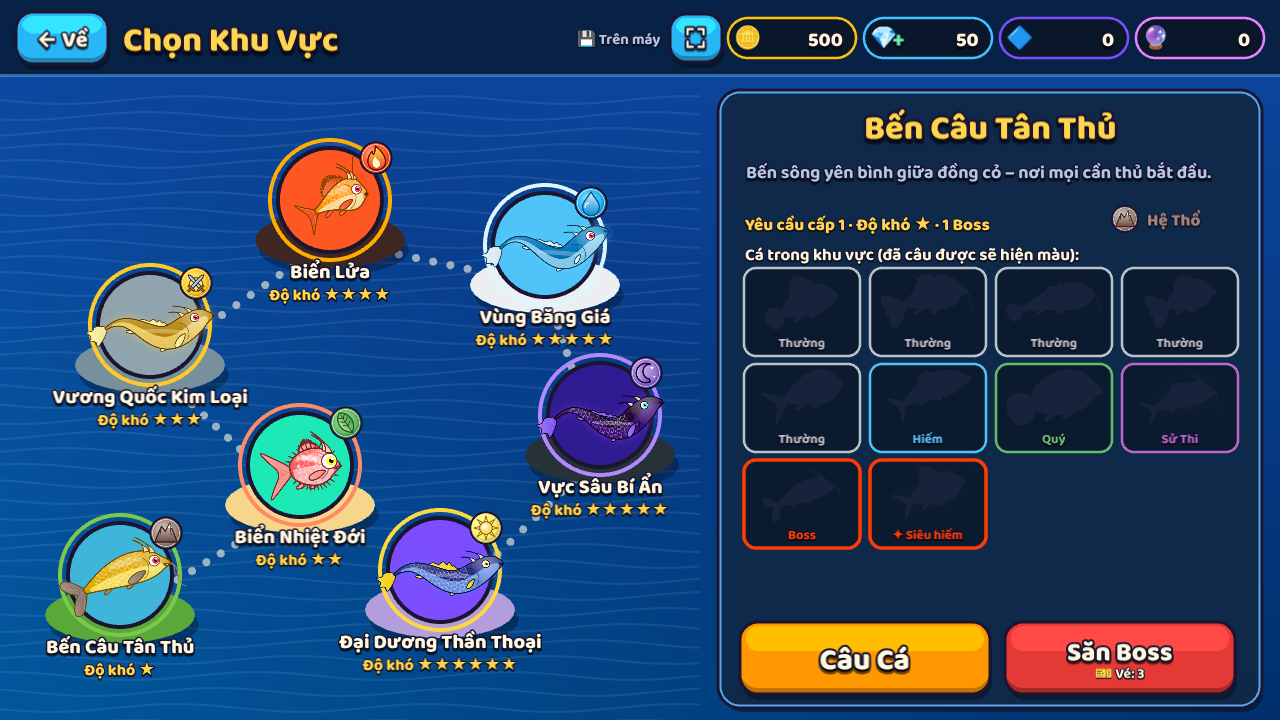 ← Về
Chọn Khu Vực
Trên máy
500
50
0
0
Biển Lửa
Độ khó ★★★★
Vùng Băng Giá
Độ khó ★★★★★
Vương Quốc Kim Loại
Độ khó ★★★
Vực Sâu Bí Ẩn
Độ khó ★★★★★
Biển Nhiệt Đới
Độ khó ★★
Bến Câu Tân Thủ
Độ khó ★
Đại Dương Thần Thoại
Độ khó ★★★★★★
Bến Câu Tân Thủ
Bến sông yên bình giữa đồng cỏ – nơi mọi cần thủ bắt đầu.
Yêu cầu cấp 1 · Độ khó ★ · 1 Boss
Hệ Thổ
Cá trong khu vực (đã câu được sẽ hiện màu):
Thường
Thường
Thường
Thường
Thường
Hiếm
Quý
Sử Thi
Boss
✦ Siêu hiếm
Câu Cá
Săn Boss
Vé: 3